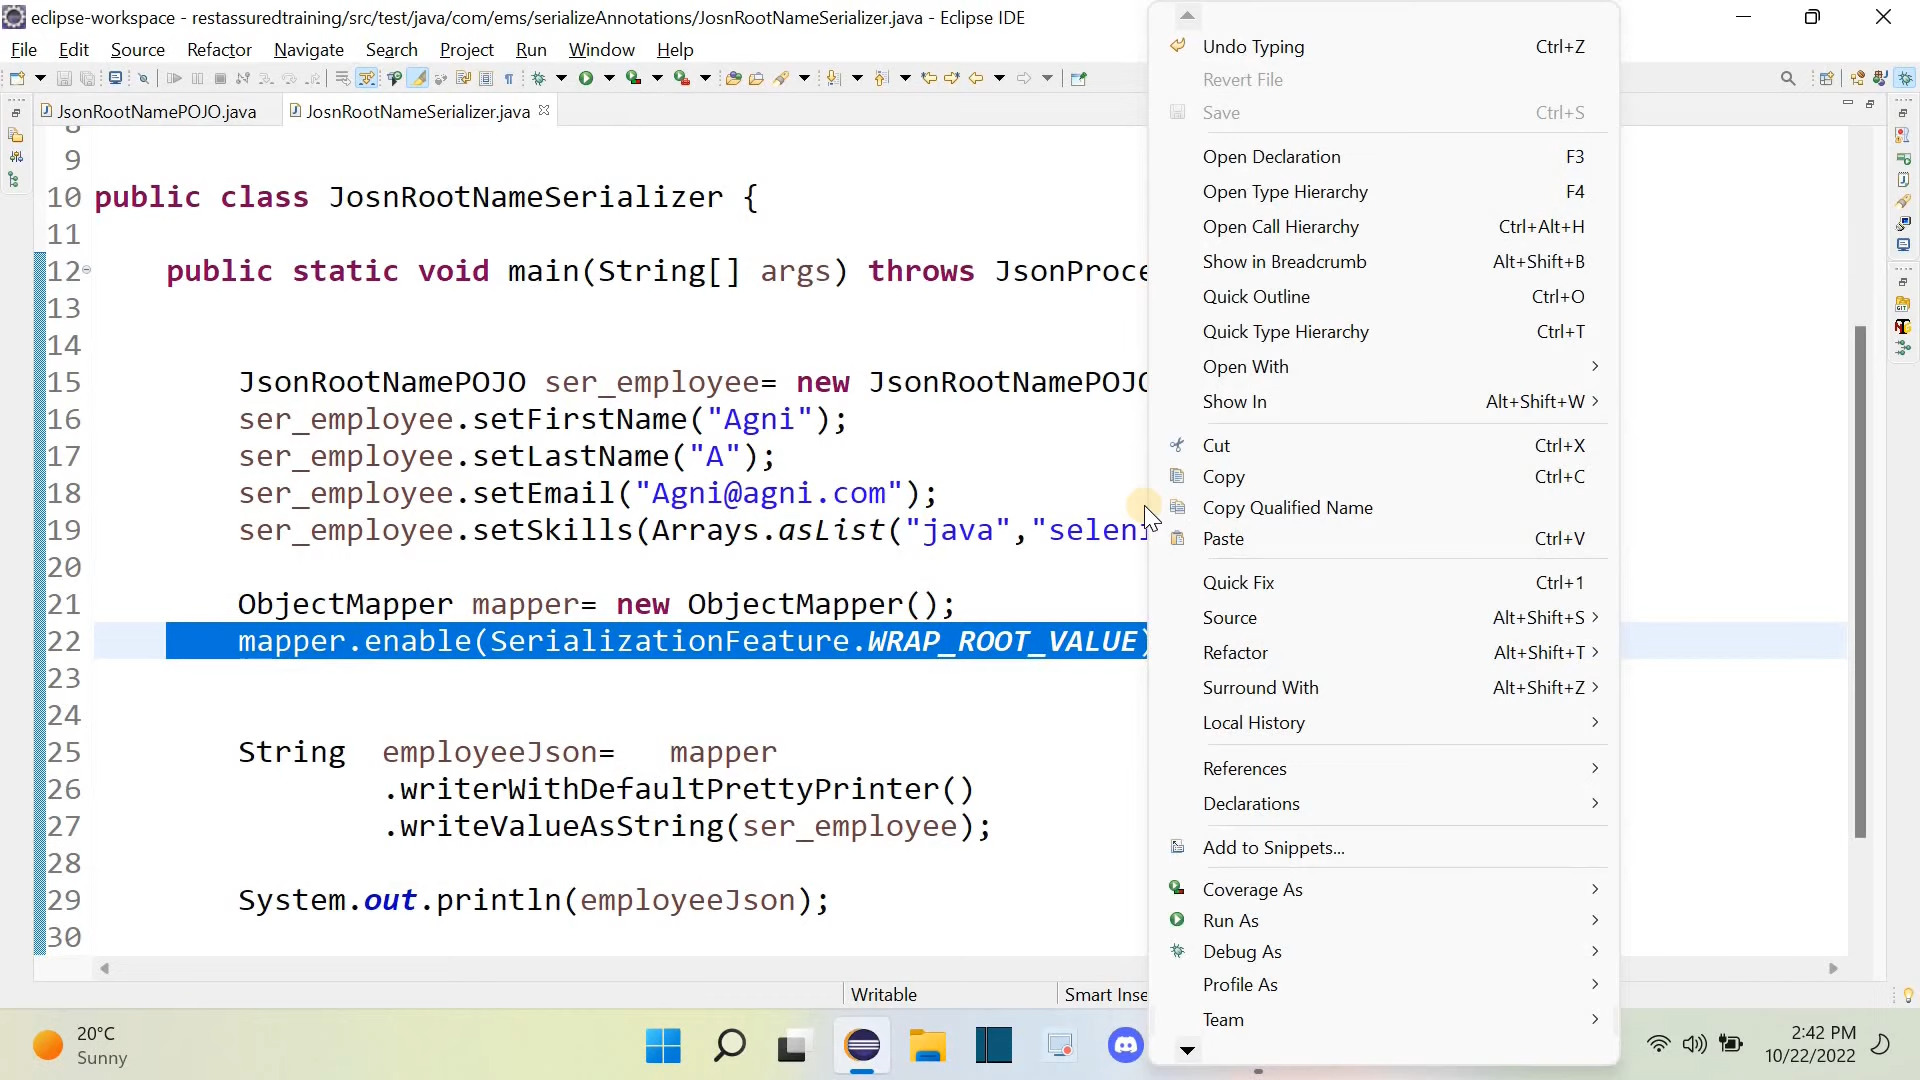 eclipse-workspace - restassuredtraining/src/test/java/com/ems/serializeAnnotations/JosnRootNameSerializer.java - Eclipse IDE
File Edit Source Refactor Navigate Search Project Run Window Help
JsonRootNamePOJO.java JosnRootNameSerializer.java
9
10 public class JosnRootNameSerializer {
11
12 public static void main(String[] args) throws JsonProce
13
14
15 JsonRootNamePOJO ser_employee= new JsonRootNamePOJO
16 ser_employee.setFirstName("Agni");
17 ser_employee.setLastName("A");
18 ser_employee.setEmail("Agni@agni.com");
19 ser_employee.setSkills(Arrays.asList("java","seleni
20
21 ObjectMapper mapper= new ObjectMapper();
22 mapper.enable(SerializationFeature.WRAP_ROOT_VALUE)
23
24
25 String employeeJson= mapper
26 .writerWithDefaultPrettyPrinter()
27 .writeValueAsString(ser_employee);
28
29 System.out.println(employeeJson);
30
Writable Smart Inse
Undo Typing Ctrl+Z
Revert File
Save Ctrl+S
Open Declaration F3
Open Type Hierarchy F4
Open Call Hierarchy Ctrl+Alt+H
Show in Breadcrumb Alt+Shift+B
Quick Outline Ctrl+O
Quick Type Hierarchy Ctrl+T
Open With
Show In Alt+Shift+W
Cut Ctrl+X
Copy Ctrl+C
Copy Qualified Name
Paste Ctrl+V
Quick Fix Ctrl+1
Source Alt+Shift+S
Refactor Alt+Shift+T
Surround With Alt+Shift+Z
Local History
References
Declarations
Add to Snippets...
Coverage As
Run As
Debug As
Profile As
Team
20°C
Sunny
2:42 PM
10/22/2022